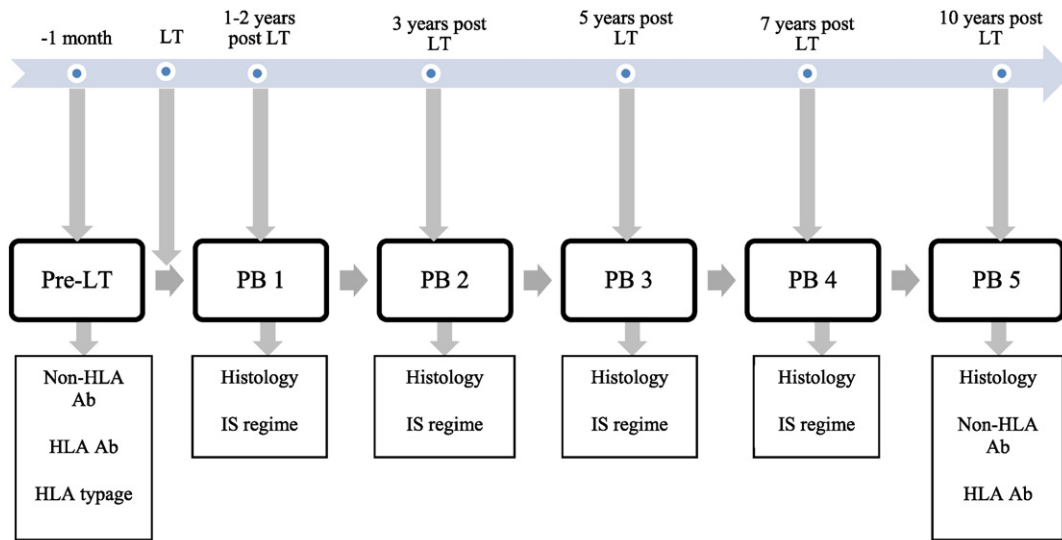 -1 month
LT
1-2 years
post LT
3 years post
LT
5 years post
LT
7 years post
LT
10 years post
LT
Pre-LT
PB 1
PB 2
PB 3
PB 4
PB 5
Non-HLA
Ab
HLA Ab
HLA typage
Histology
IS regime
Histology
IS regime
Histology
IS regime
Histology
IS regime
Histology
Non-HLA
Ab
HLA Ab